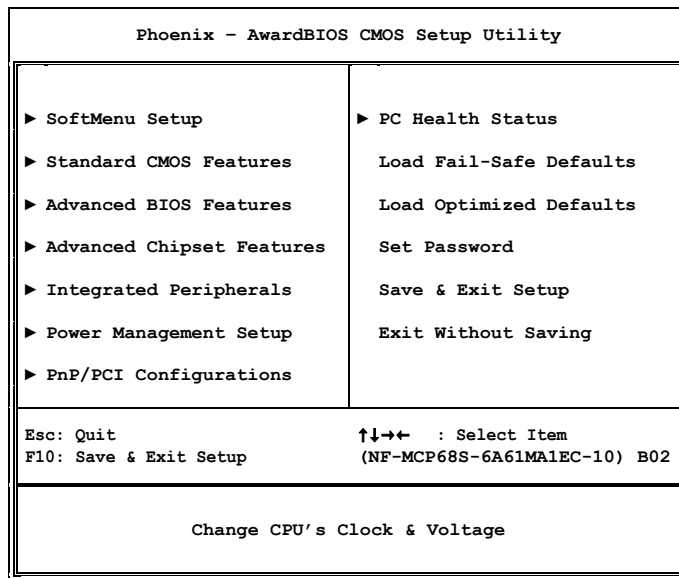 Phoenix – AwardBIOS CMOS Setup Utility
► SoftMenu Setup
► Standard CMOS Features
► Advanced BIOS Features
► Advanced Chipset Features
► Integrated Peripherals
► Power Management Setup
► PnP/PCI Configurations
► PC Health Status
Load Fail-Safe Defaults
Load Optimized Defaults
Set Password
Save & Exit Setup
Exit Without Saving
Esc: Quit
F10: Save & Exit Setup
↑↓→← : Select Item
(NF-MCP68S-6A61MA1EC-10) B02
Change CPU’s Clock & Voltage